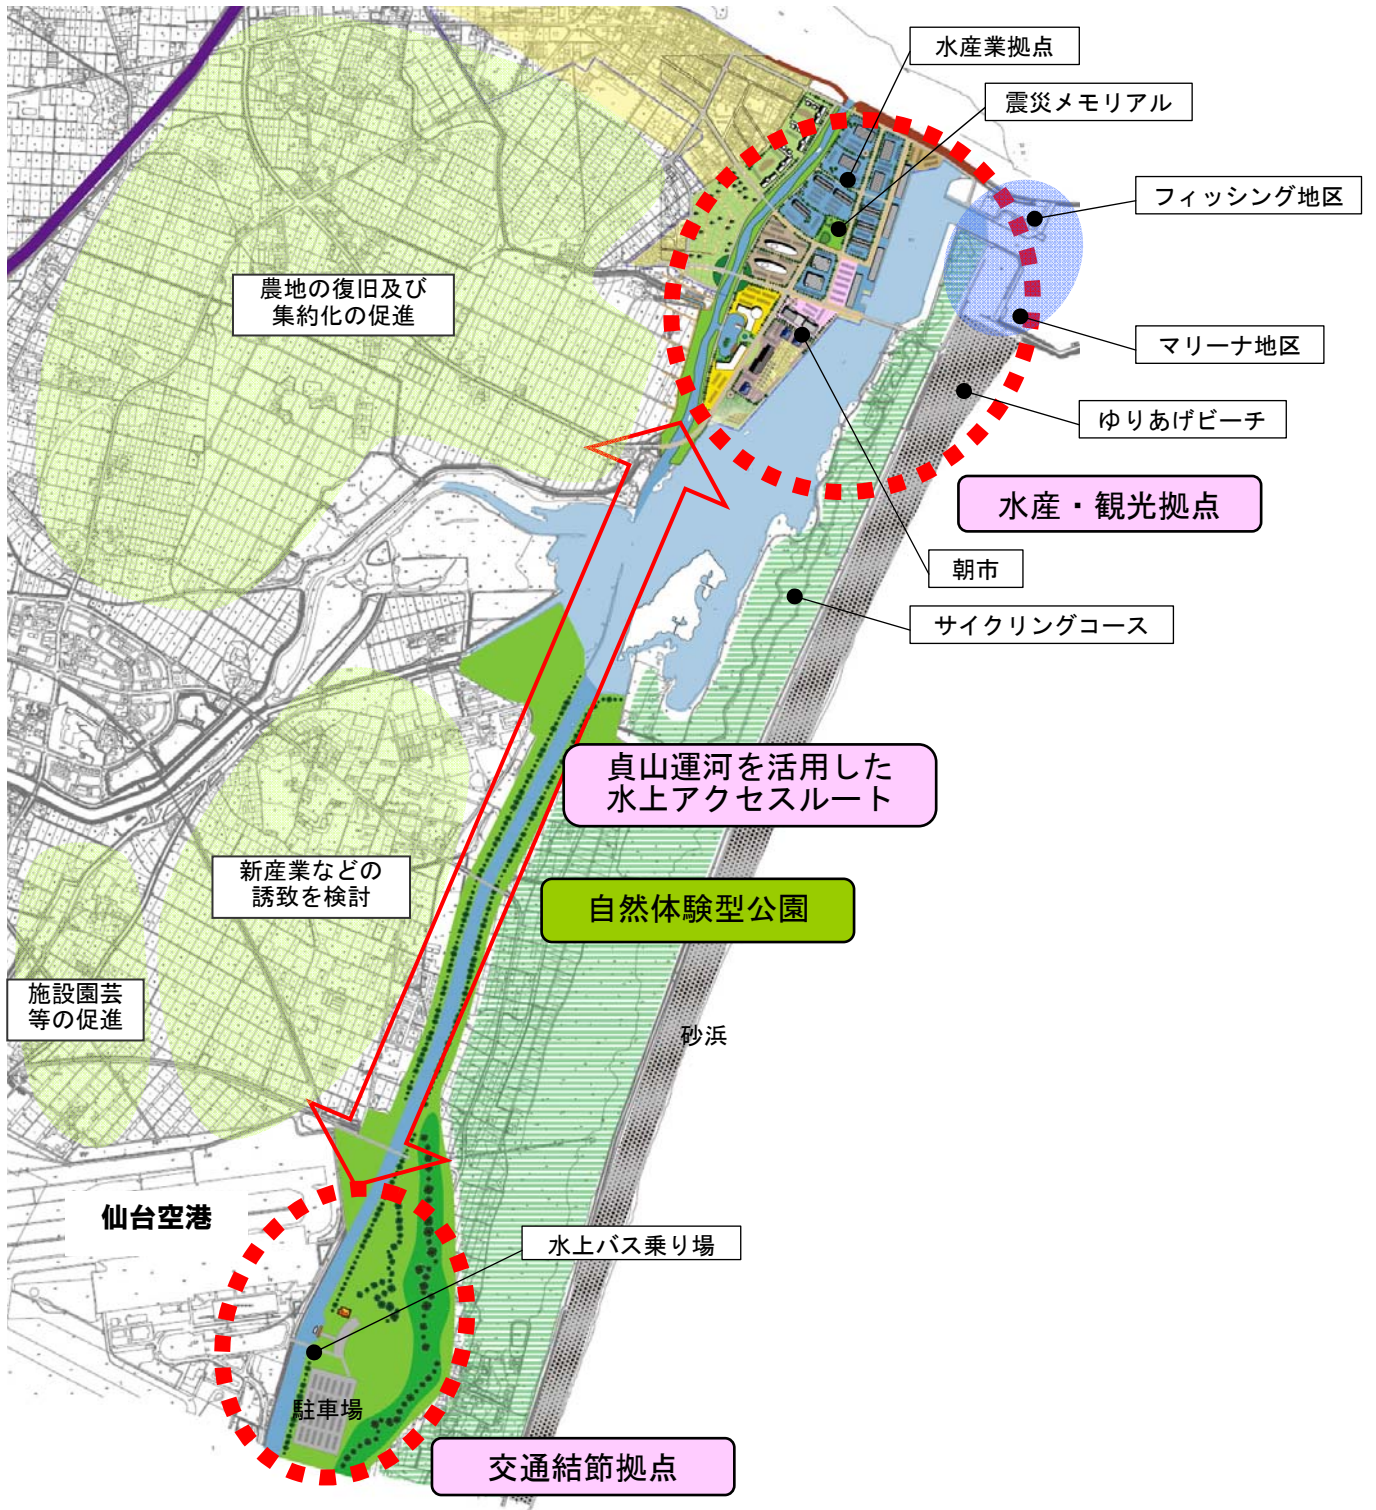 水産業拠点
震災メモリアル
フィッシング地区
農地の復旧及び
集約化の促進
マリーナ地区
ゆりあげビーチ
水産・観光拠点
朝市
サイクリングコース
貞山運河を活用した
水上アクセスルート
新産業などの
誘致を検討
自然体験型公園
施設園芸
等の促進
砂浜
仙台空港
水上バス乗り場
駐車場
交通結節拠点